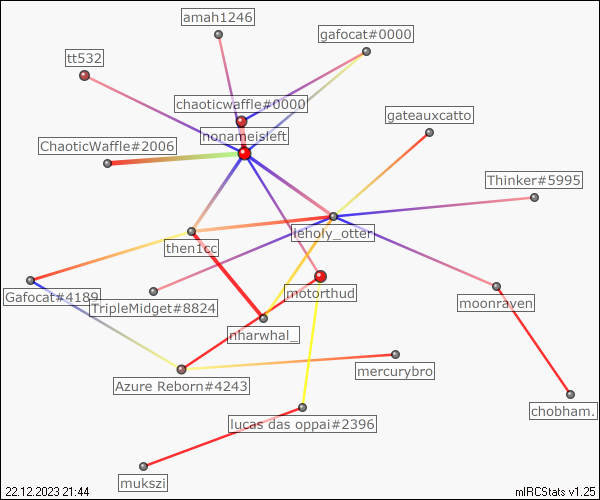 amah1246
gafocat#0000
tt532
chaoticwaffle#0000
gateauxcatto
nonameisleft
ChaoticWaffle#2006
Thinker#5995
leholy_otter
then1cc
Gafocat#4189
TripleMidget#8824
motorthud
moonraven
nharwhal_
mercurybro
Azure Reborn#4243
chobham.
lucas das oppai#2396
mukszi
22.12.2023 21:44
mIRCStats v1.25